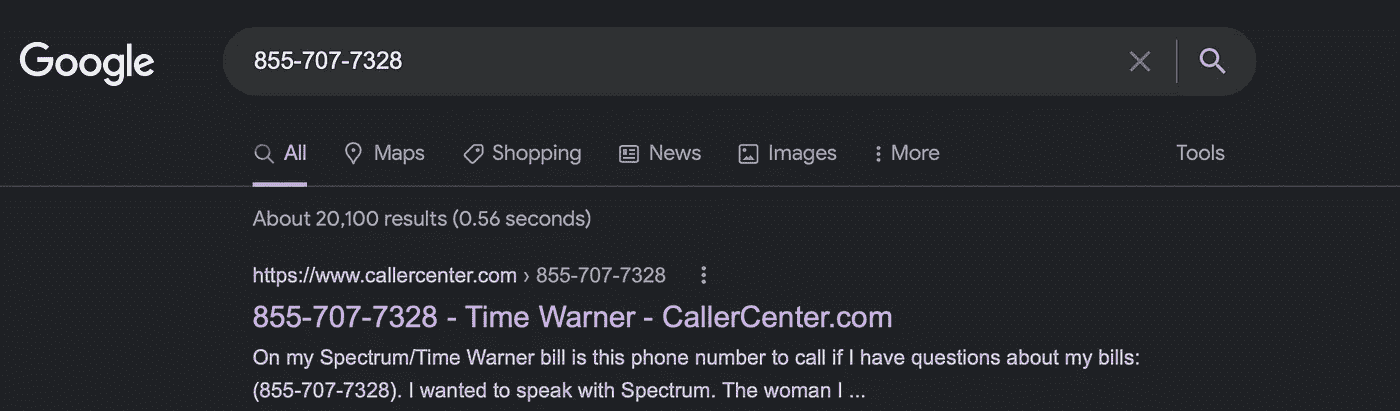 Google 855-707-7328
All Maps Shopping News Images More Tools
About 20,100 results (0.56 seconds)
https://www.callercenter.com › 855-707-7328
855-707-7328 - Time Warner - CallerCenter.com
On my Spectrum/Time Warner bill is this phone number to call if I have questions about my bills:
(855-707-7328). I wanted to speak with Spectrum. The woman I ...